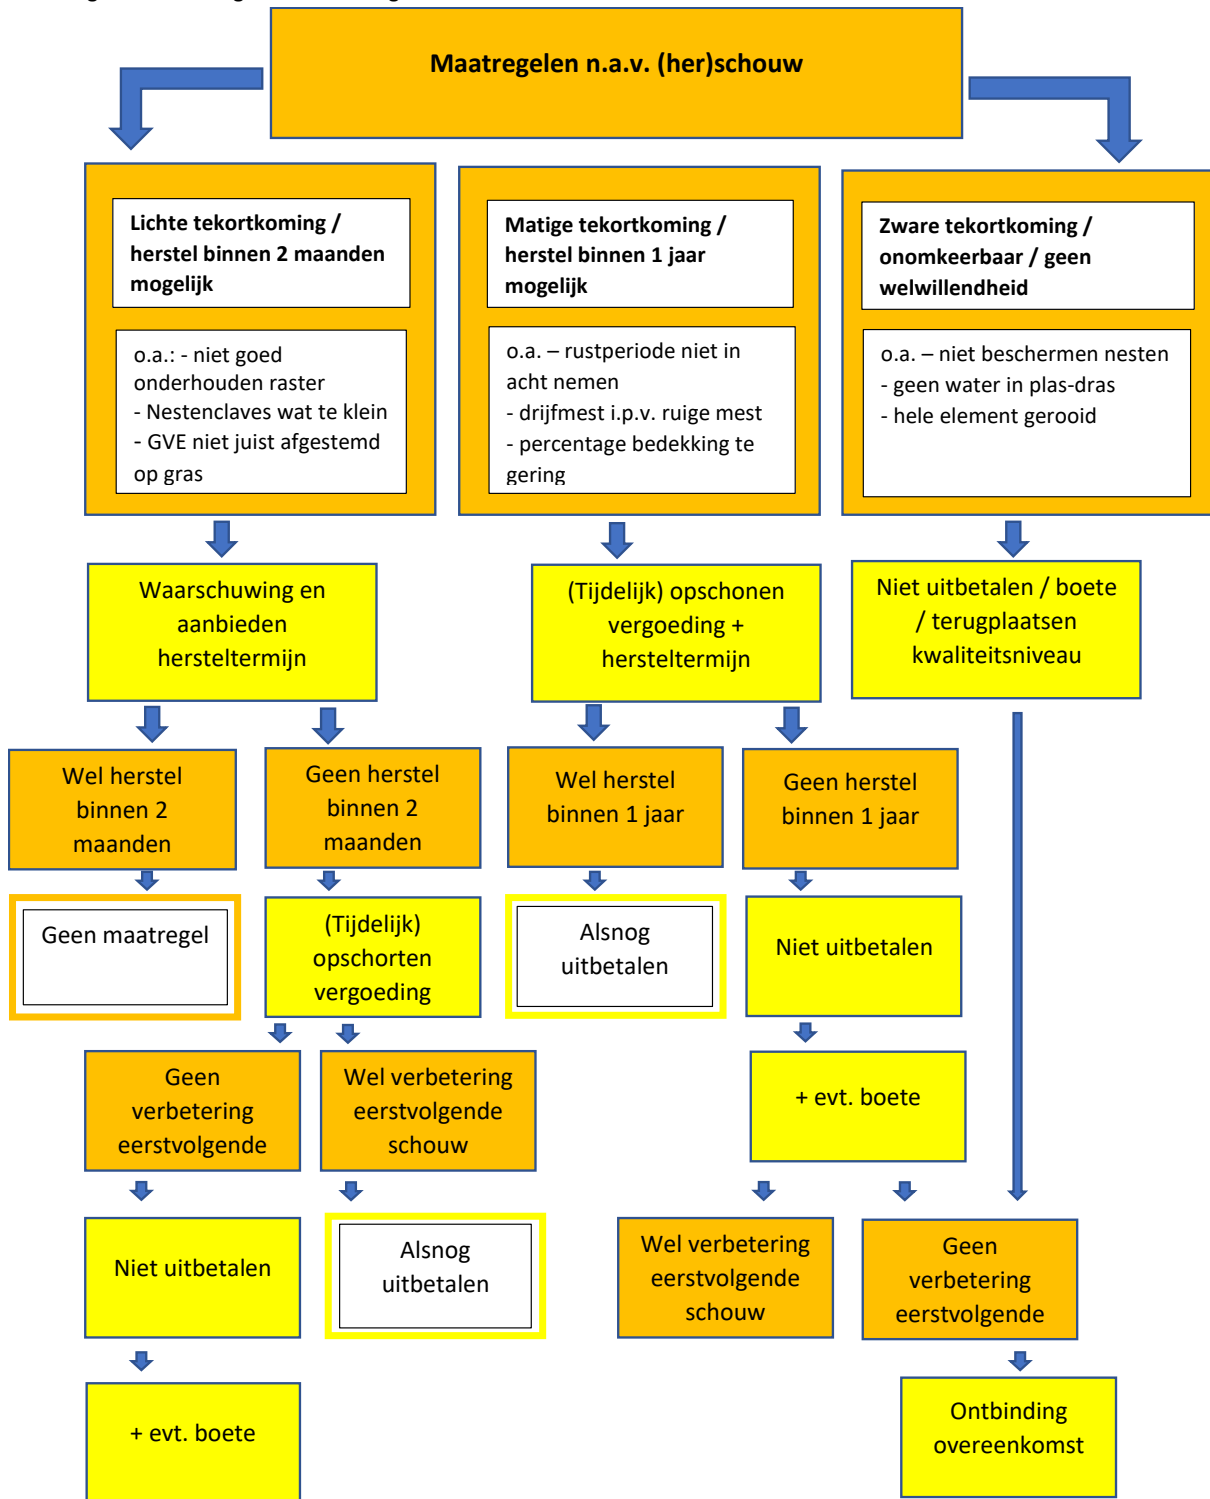 Maatregelen n.a.v. (her)schouw
Lichte tekortkoming /
herstel binnen 2 maanden
mogelijk
o.a.: - niet goed
onderhouden raster
- Nestenclaves wat te klein
- GVE niet juist afgestemd
op gras
Matige tekortkoming /
herstel binnen 1 jaar
mogelijk
o.a. – rustperiode niet in
acht nemen
- drijfmest i.p.v. ruige mest
- percentage bedekking te
gering
Zware tekortkoming /
onomkeerbaar / geen
welwillendheid
o.a. – niet beschermen nesten
- geen water in plas-dras
- hele element gerooid
Waarschuwing en
aanbieden
hersteltermijn
(Tijdelijk) opschonen
vergoeding +
hersteltermijn
Niet uitbetalen / boete
/ terugplaatsen
kwaliteitsniveau
Wel herstel
binnen 2
maanden
Geen herstel
binnen 2
maanden
Wel herstel
binnen 1 jaar
Geen herstel
binnen 1 jaar
Geen maatregel
(Tijdelijk)
opschorten
vergoeding
Alsnog
uitbetalen
Niet uitbetalen
Geen
verbetering
eerstvolgende
Wel verbetering
eerstvolgende
schouw
+ evt. boete
Niet uitbetalen
Alsnog
uitbetalen
Wel verbetering
eerstvolgende
schouw
Geen
verbetering
eerstvolgende
+ evt. boete
Ontbinding
overeenkomst